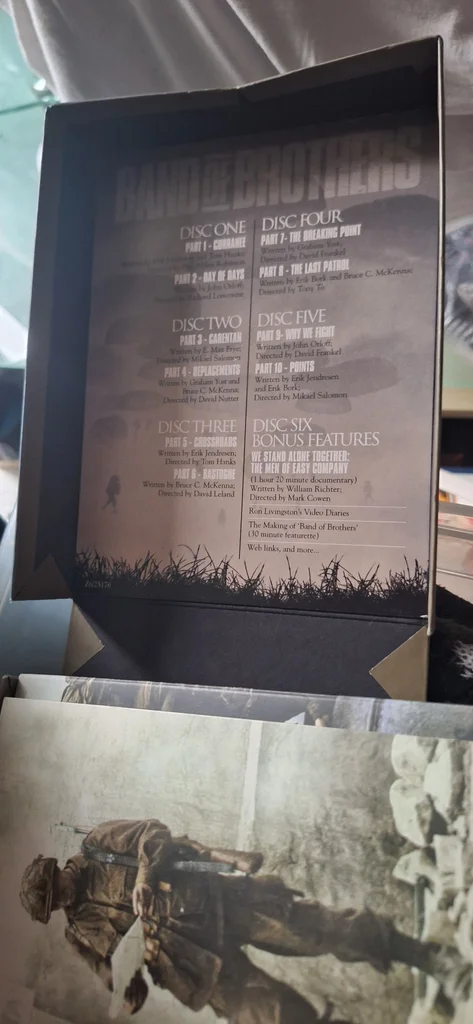 BAND OF BROTHERS
DISC ONE
PART 1 - CURRAHEE
Tom Hanks
PART 2 - DAY OF DAYS
by John Orloff;
Richard Loncraine
DISC TWO
PART 3 - CARENTAN
Written by E. Max Frye;
Directed by Mikael Salomon
PART 4 - REPLACEMENTS
Written by Graham Yost and
Bruce C. McKenna;
Directed by David Nutter
DISC THREE
PART 5 - CROSSROADS
Written by Erik Jendresen;
Directed by Tom Hanks
PART 6 - BASTOGNE
Written by Bruce C. McKenna;
Directed by David Leland
DISC FOUR
PART 7- THE BREAKING POINT
Written by Graham Yost;
Directed by David Frankel
PART 8 - THE LAST PATROL
Written by Erik Bork and Bruce C. McKenna;
Directed by Tony To
DISC FIVE
PART 9- WHY WE FIGHT
Written by John Orloff;
Directed by David Frankel
PART 10 - POINTS
Written by Erik Jendresen
and Erik Bork;
Directed by Mikael Salomon
DISC SIX
BONUS FEATURES
WE STAND ALONE TOGETHER:
THE MEN OF EASY COMPANY
(1 hour 20 minute documentary)
Written by William Richter;
Directed by Mark Cowen
Ron Livingston's Video Diaries
The Making of 'Band of Brothers'
(30 minute featurette)
Web links, and more...